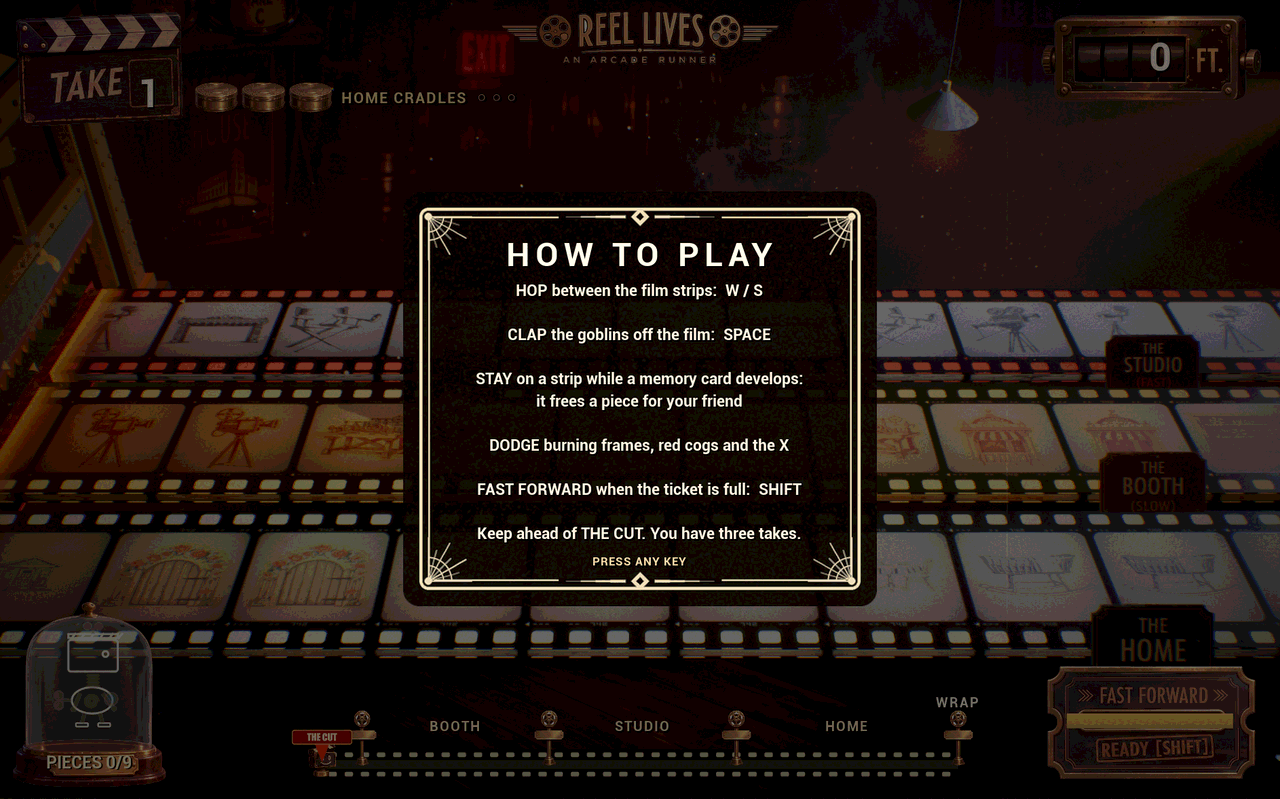 REEL LIVES
AN ARCADE RUNNER
EXIT
TAKE 1
HOME CRADLES
0 FT.
HOW TO PLAY
HOP between the film strips: W / S
CLAP the goblins off the film: SPACE
STAY on a strip while a memory card develops:
it frees a piece for your friend
DODGE burning frames, red cogs and the X
FAST FORWARD when the ticket is full: SHIFT
Keep ahead of THE CUT. You have three takes.
PRESS ANY KEY
THE
STUDIO
THE
BOOTH
(SLOW)
THE
HOME
PIECES 0/9
THE CUT
BOOTH
STUDIO
HOME
WRAP
FAST FORWARD
READY [SHIFT]